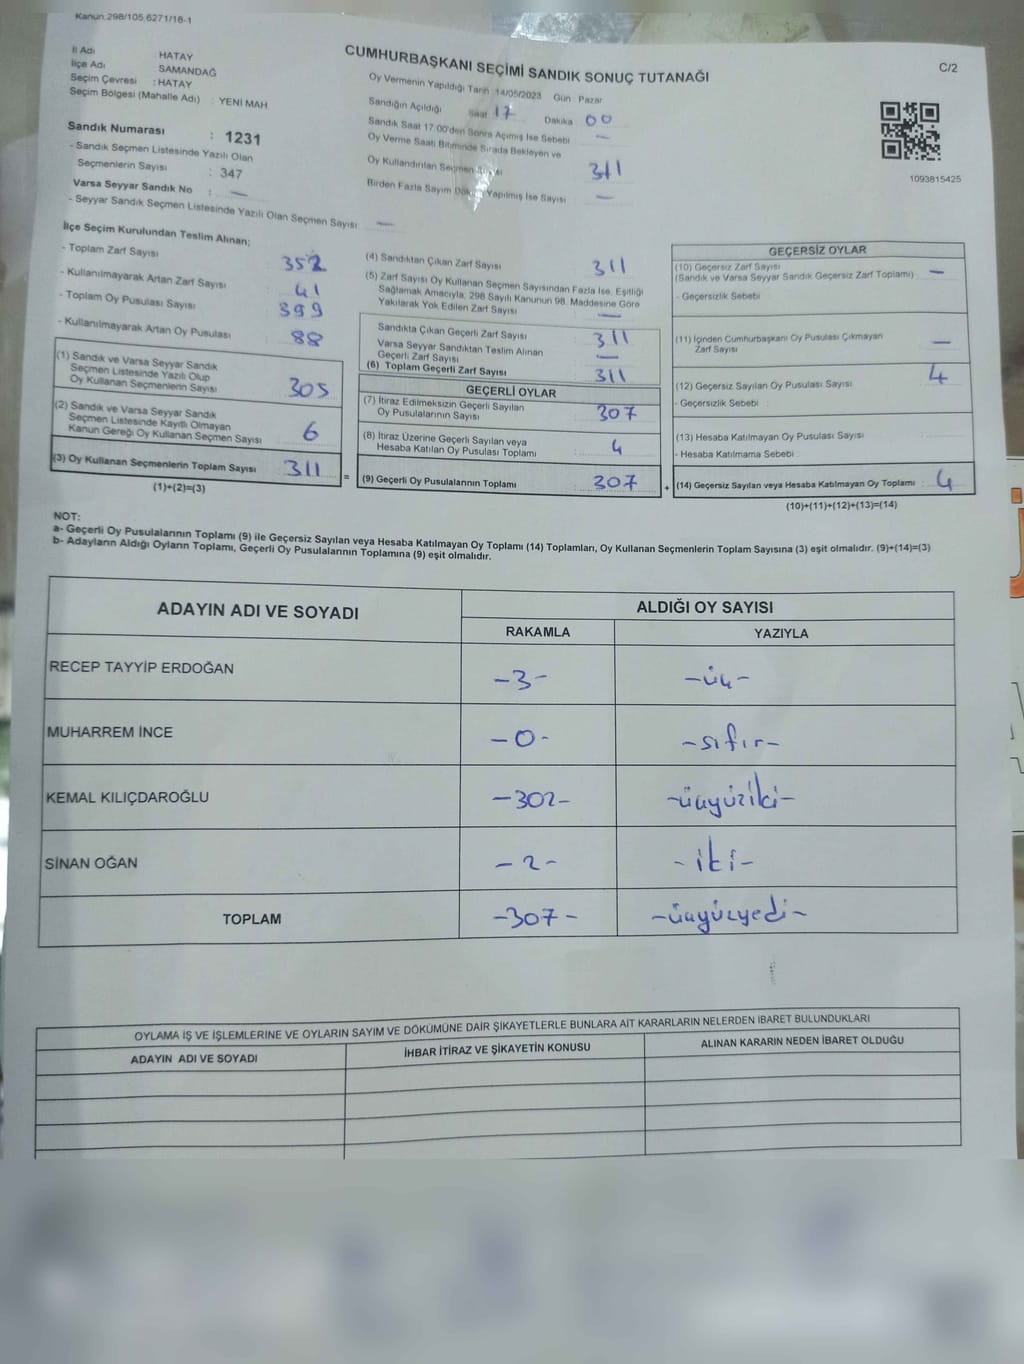 Kanun:298/105,6271/18-1
İl Adı HATAY
İlçe Adı SAMANDAĞ
Seçim Çevresi : HATAY
Seçim Bölgesi (Mahalle Adı) : YENİ MAH
Sandık Numarası : 1231
- Sandık Seçmen Listesinde Yazılı Olan
Seçmenlerin Sayısı : 347
Varsa Seyyar Sandık No : —
- Seyyar Sandık Seçmen Listesinde Yazılı Olan Seçmen Sayısı —
CUMHURBAŞKANI SEÇİMİ SANDIK SONUÇ TUTANAĞI
C/2
Oy Vermenin Yapıldığı Tarih :14/05/2023 Gün : Pazar
Sandığın Açıldığı Saat 17 Dakika 00
Sandık Saat 17.00'den Sonra Açılmış İse Sebebi —
Oy Verme Saati Bitiminde Sırada Bekleyen ve
Oy Kullandırılan Seçmen 311
Birden Fazla Sayım Yapılmış İse Sayısı —
1093815425
İlçe Seçim Kurulundan Teslim Alınan;
- Toplam Zarf Sayısı 352
- Kullanılmayarak Artan Zarf Sayısı 41
- Toplam Oy Pusulası Sayısı 399
- Kullanılmayarak Artan Oy Pusulası 88
(1) Sandık ve Varsa Seyyar Sandık
Seçmen Listesinde Yazılı Olup
Oy Kullanan Seçmenlerin Sayısı 305
(2) Sandık ve Varsa Seyyar Sandık
Seçmen Listesinde Kayıtlı Olmayan
Kanun Gereği Oy Kullanan Seçmen Sayısı 6
(3) Oy Kullanan Seçmenlerin Toplam Sayısı 311
(1)+(2)=(3)
=
(4) Sandıktan Çıkan Zarf Sayısı 311
(5) Zarf Sayısı Oy Kullanan Seçmen Sayısından Fazla İse, Eşitliği
Sağlamak Amacıyla, 298 Sayılı Kanunun 98. Maddesine Göre
Yakılarak Yok Edilen Zarf Sayısı —
Sandıkta Çıkan Geçerli Zarf Sayısı 311
Varsa Seyyar Sandıktan Teslim Alınan
Geçerli Zarf Sayısı —
(6) Toplam Geçerli Zarf Sayısı 311
GEÇERLİ OYLAR
(7) İtiraz Edilmeksizin Geçerli Sayılan
Oy Pusulalarının Sayısı 307
(8) İtiraz Üzerine Geçerli Sayılan veya
Hesaba Katılan Oy Pusulası Toplamı 4
(9) Geçerli Oy Pusulalarının Toplamı : 307
+
GEÇERSİZ OYLAR
(10) Geçersiz Zarf Sayısı
(Sandık ve Varsa Seyyar Sandık Geçersiz Zarf Toplamı) —
- Geçersizlik Sebebi
(11) İçinden Cumhurbaşkanı Oy Pusulası Çıkmayan
Zarf Sayısı —
(12) Geçersiz Sayılan Oy Pusulası Sayısı 4
- Geçersizlik Sebebi
(13) Hesaba Katılmayan Oy Pusulası Sayısı
- Hesaba Katılmama Sebebi
(14) Geçersiz Sayılan veya Hesaba Katılmayan Oy Toplamı : 4
(10)+(11)+(12)+(13)=(14)
NOT:
a- Geçerli Oy Pusulalarının Toplamı (9) ile Geçersiz Sayılan veya Hesaba Katılmayan Oy Toplamı (14) Toplamları, Oy Kullanan Seçmenlerin Toplam Sayısına (3) eşit olmalıdır. (9)+(14)=(3)
b- Adayların Aldığı Oyların Toplamı, Geçerli Oy Pusulalarının Toplamına (9) eşit olmalıdır.
ADAYIN ADI VE SOYADI ALDIĞI OY SAYISI
RAKAMLA YAZIYLA
RECEP TAYYİP ERDOĞAN -3- -üç-
MUHARREM İNCE -0- -sıfır-
KEMAL KILIÇDAROĞLU -302- -üçyüziki-
SİNAN OĞAN -2- -iki-
TOPLAM -307- -üçyüzyedi-
OYLAMA İŞ VE İŞLEMLERİNE VE OYLARIN SAYIM VE DÖKÜMÜNE DAİR ŞİKAYETLERLE BUNLARA AİT KARARLARIN NELERDEN İBARET BULUNDUKLARI
ADAYIN ADI VE SOYADI İHBAR İTİRAZ VE ŞİKAYETİN KONUSU ALINAN KARARIN NEDEN İBARET OLDUĞU